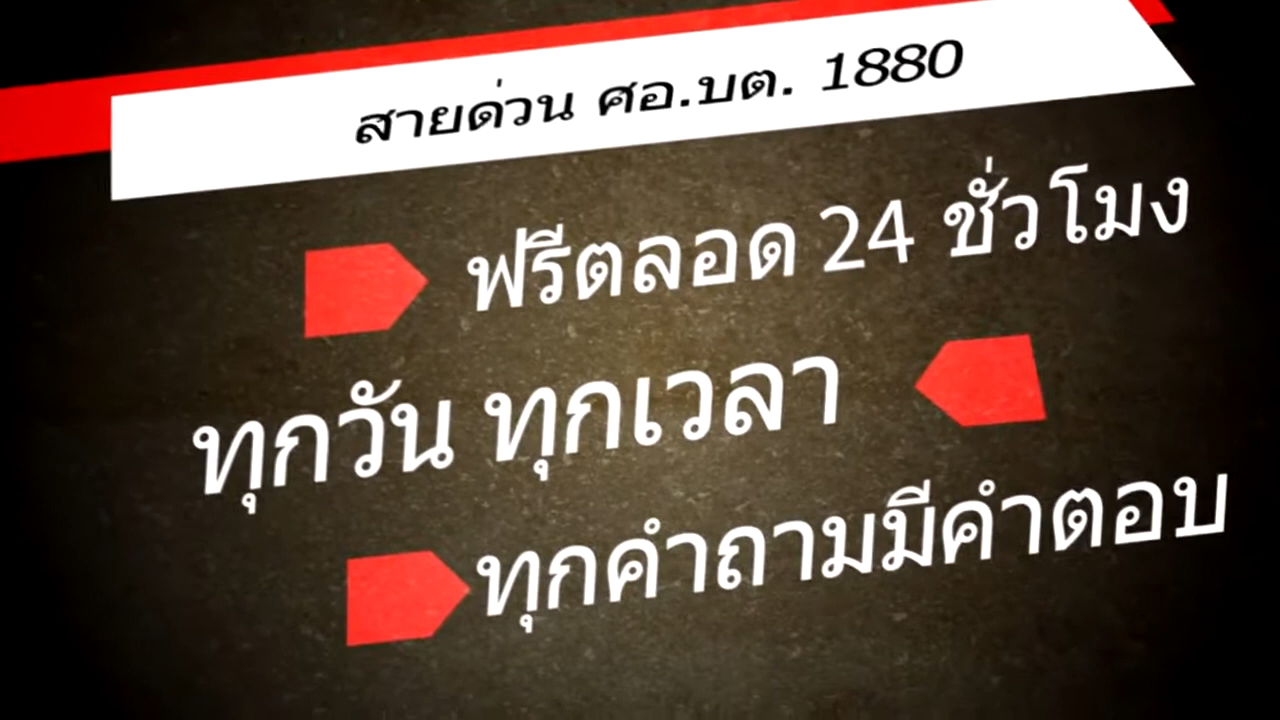 สายด่วน ศอ.บต. 1880
ฟรีตลอด 24 ชั่วโมง
ทุกวัน ทุกเวลา
ทุกคำถามมีคำตอบ